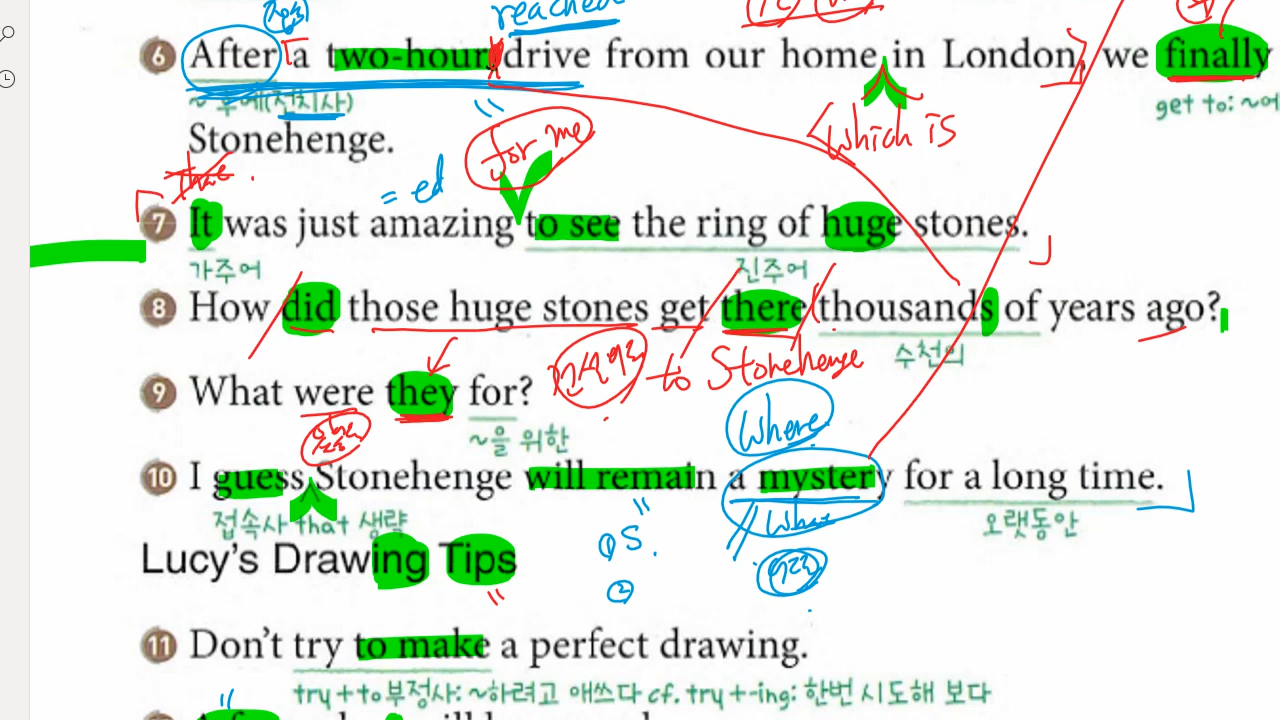 reached
⑥ After a two-hour drive from our home in London, we finally
~후에(전치사)
get to: ~에
Stonehenge.
for me
which is
that
= ed
⑦ It was just amazing to see the ring of huge stones.
가주어
진주어
⑧ How did those huge stones get there thousands of years ago?
수천의
to Stonehenge
⑨ What were they for?
~을 위한
where
⑩ I guess Stonehenge will remain a mystery for a long time.
접속사 that 생략
오랫동안
① S.
②
Lucy's Drawing Tips
⑪ Don't try to make a perfect drawing.
try+to부정사: ~하려고 애쓰다 cf. try+-ing: 한번 시도해 보다